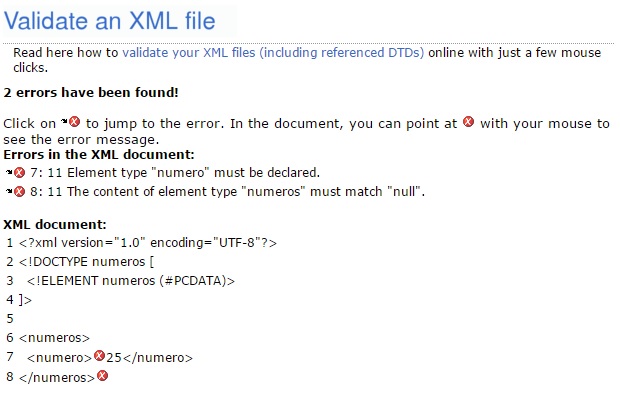 Validate an XML file
Read here how to validate your XML files (including referenced DTDs) online with just a few mouse
clicks.
2 errors have been found!
Click on to jump to the error. In the document, you can point at with your mouse to
see the error message.
Errors in the XML document:
7: 11 Element type "numero" must be declared.
8: 11 The content of element type "numeros" must match "null".
XML document:
1 <?xml version="1.0" encoding="UTF-8"?>
2 <!DOCTYPE numeros [
3 <!ELEMENT numeros (#PCDATA)>
4 ]>
5
6 <numeros>
7 <numero>25</numero>
8 </numeros>